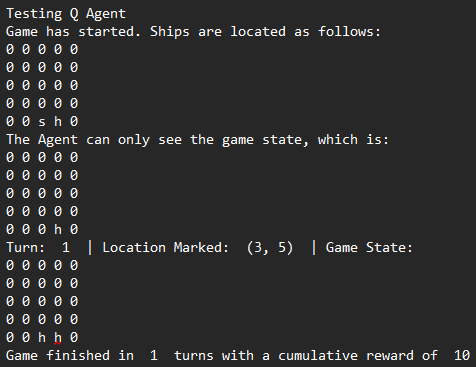 Testing Q Agent
Game has started. Ships are located as follows:
0 0 0 0 0
0 0 0 0 0
0 0 0 0 0
0 0 0 0 0
0 0 s h 0
The Agent can only see the game state, which is:
0 0 0 0 0
0 0 0 0 0
0 0 0 0 0
0 0 0 0 0
0 0 0 h 0
Turn:  1  | Location Marked:  (3, 5)  | Game State:
0 0 0 0 0
0 0 0 0 0
0 0 0 0 0
0 0 0 0 0
0 0 h h 0
Game finished in  1  turns with a cumulative reward of  10